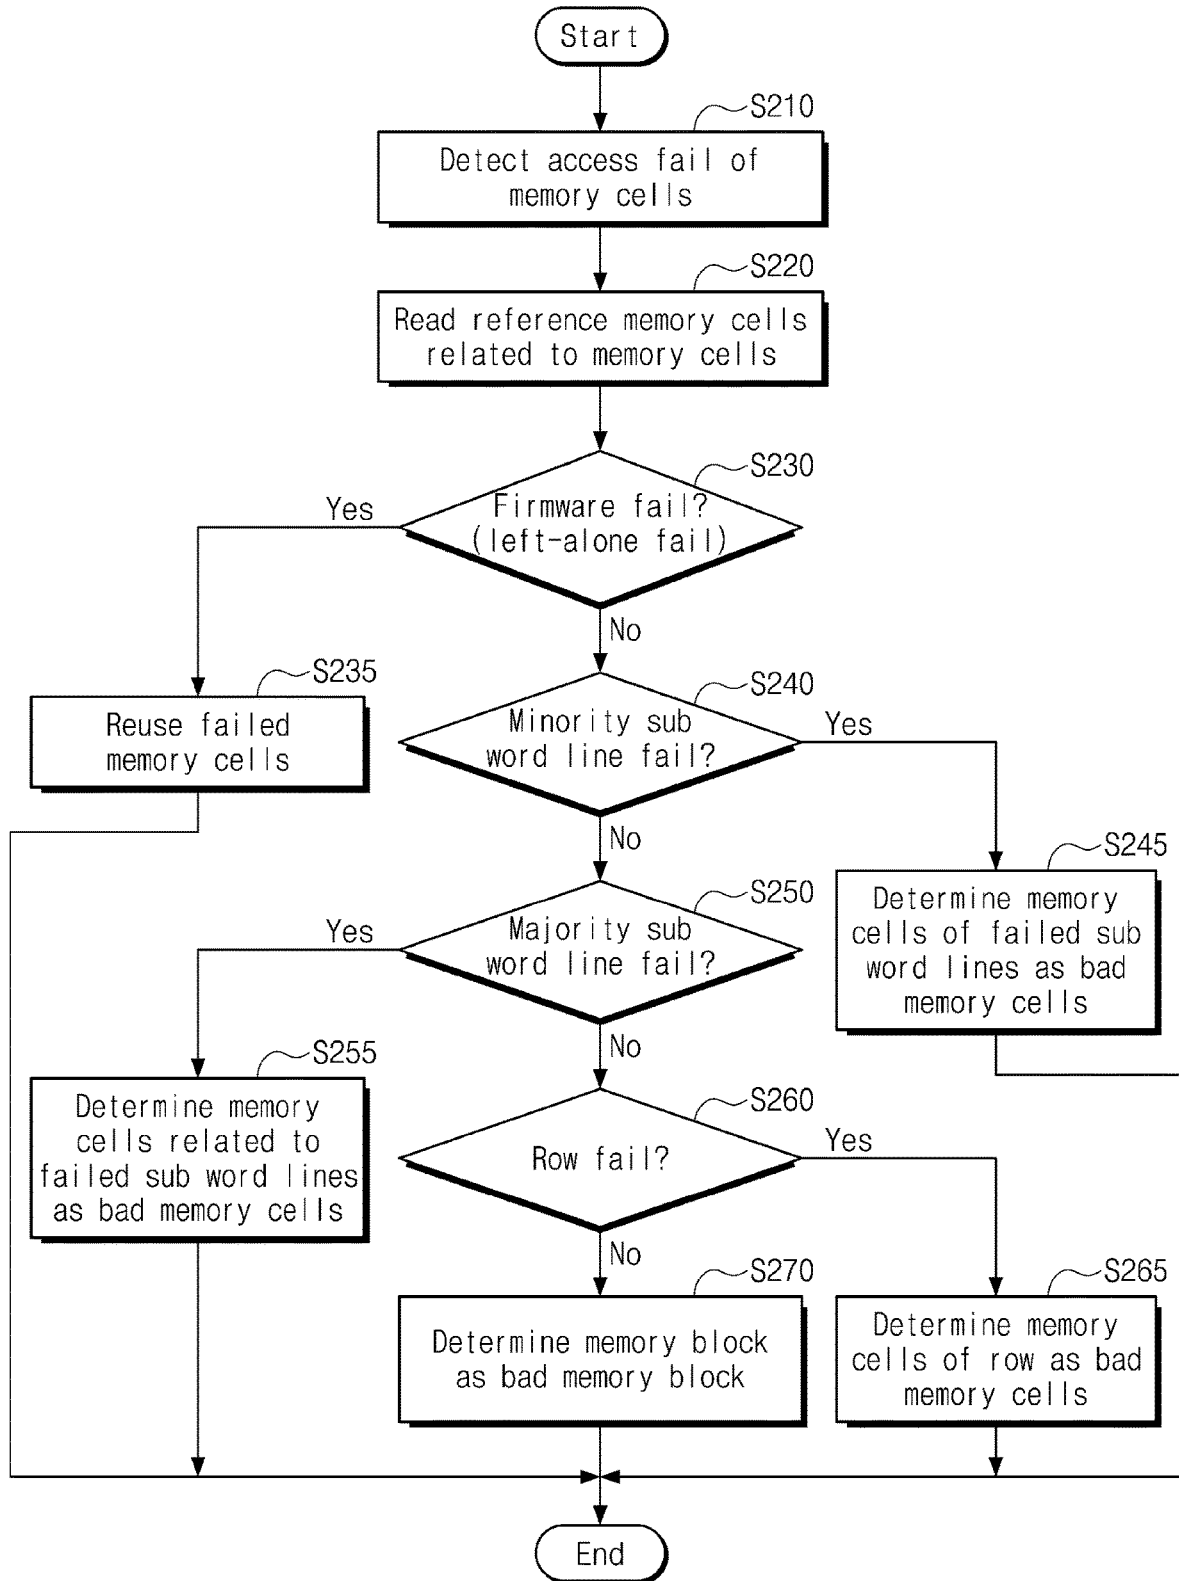 Start
S210
Detect access fail of
memory cells
S220
Read reference memory cells
related to memory cells
S230
Firmware fail?
(left-alone fail)
Yes
No
S235
Reuse failed
memory cells
S240
Minority sub
word line fail?
Yes
No
S245
Determine memory
cells of failed sub
word lines as bad
memory cells
S250
Majority sub
word line fail?
Yes
No
S255
Determine memory
cells related to
failed sub word lines
as bad memory cells
S260
Row fail?
Yes
No
S265
Determine memory
cells of row as bad
memory cells
S270
Determine memory block
as bad memory block
End